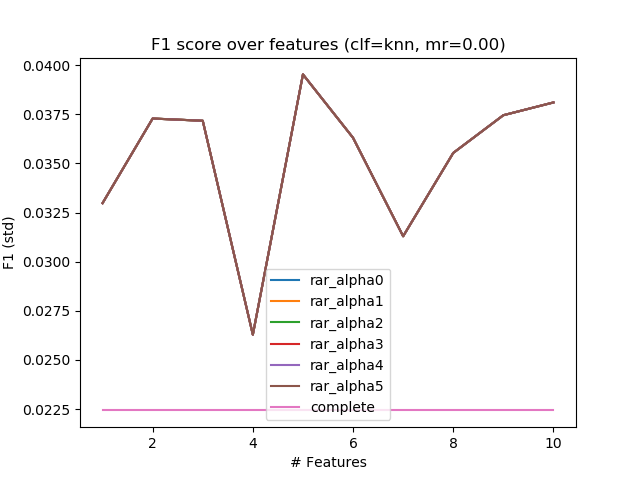 F1 score over features (clf=knn, mr=0.00)
F1 (std)
0.0400
0.0375
0.0350
0.0325
0.0300
0.0275
0.0250
0.0225
rar_alpha0
rar_alpha1
rar_alpha2
rar_alpha3
rar_alpha4
rar_alpha5
complete
2 4 6 8 10
# Features